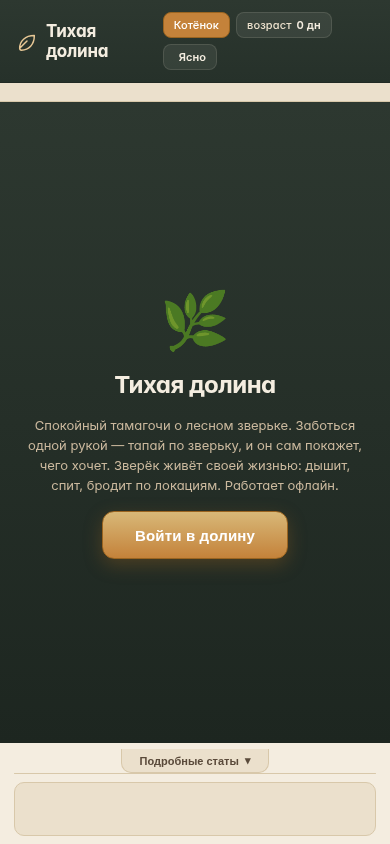 Тихая
долина
Котёнок
возраст 0 дн
Ясно
Тихая долина
Спокойный тамагочи о лесном зверьке. Заботься
одной рукой — тапай по зверьку, и он сам покажет,
чего хочет. Зверёк живёт своей жизнью: дышит,
спит, бродит по локациям. Работает офлайн.
Войти в долину
Подробные статы ▼